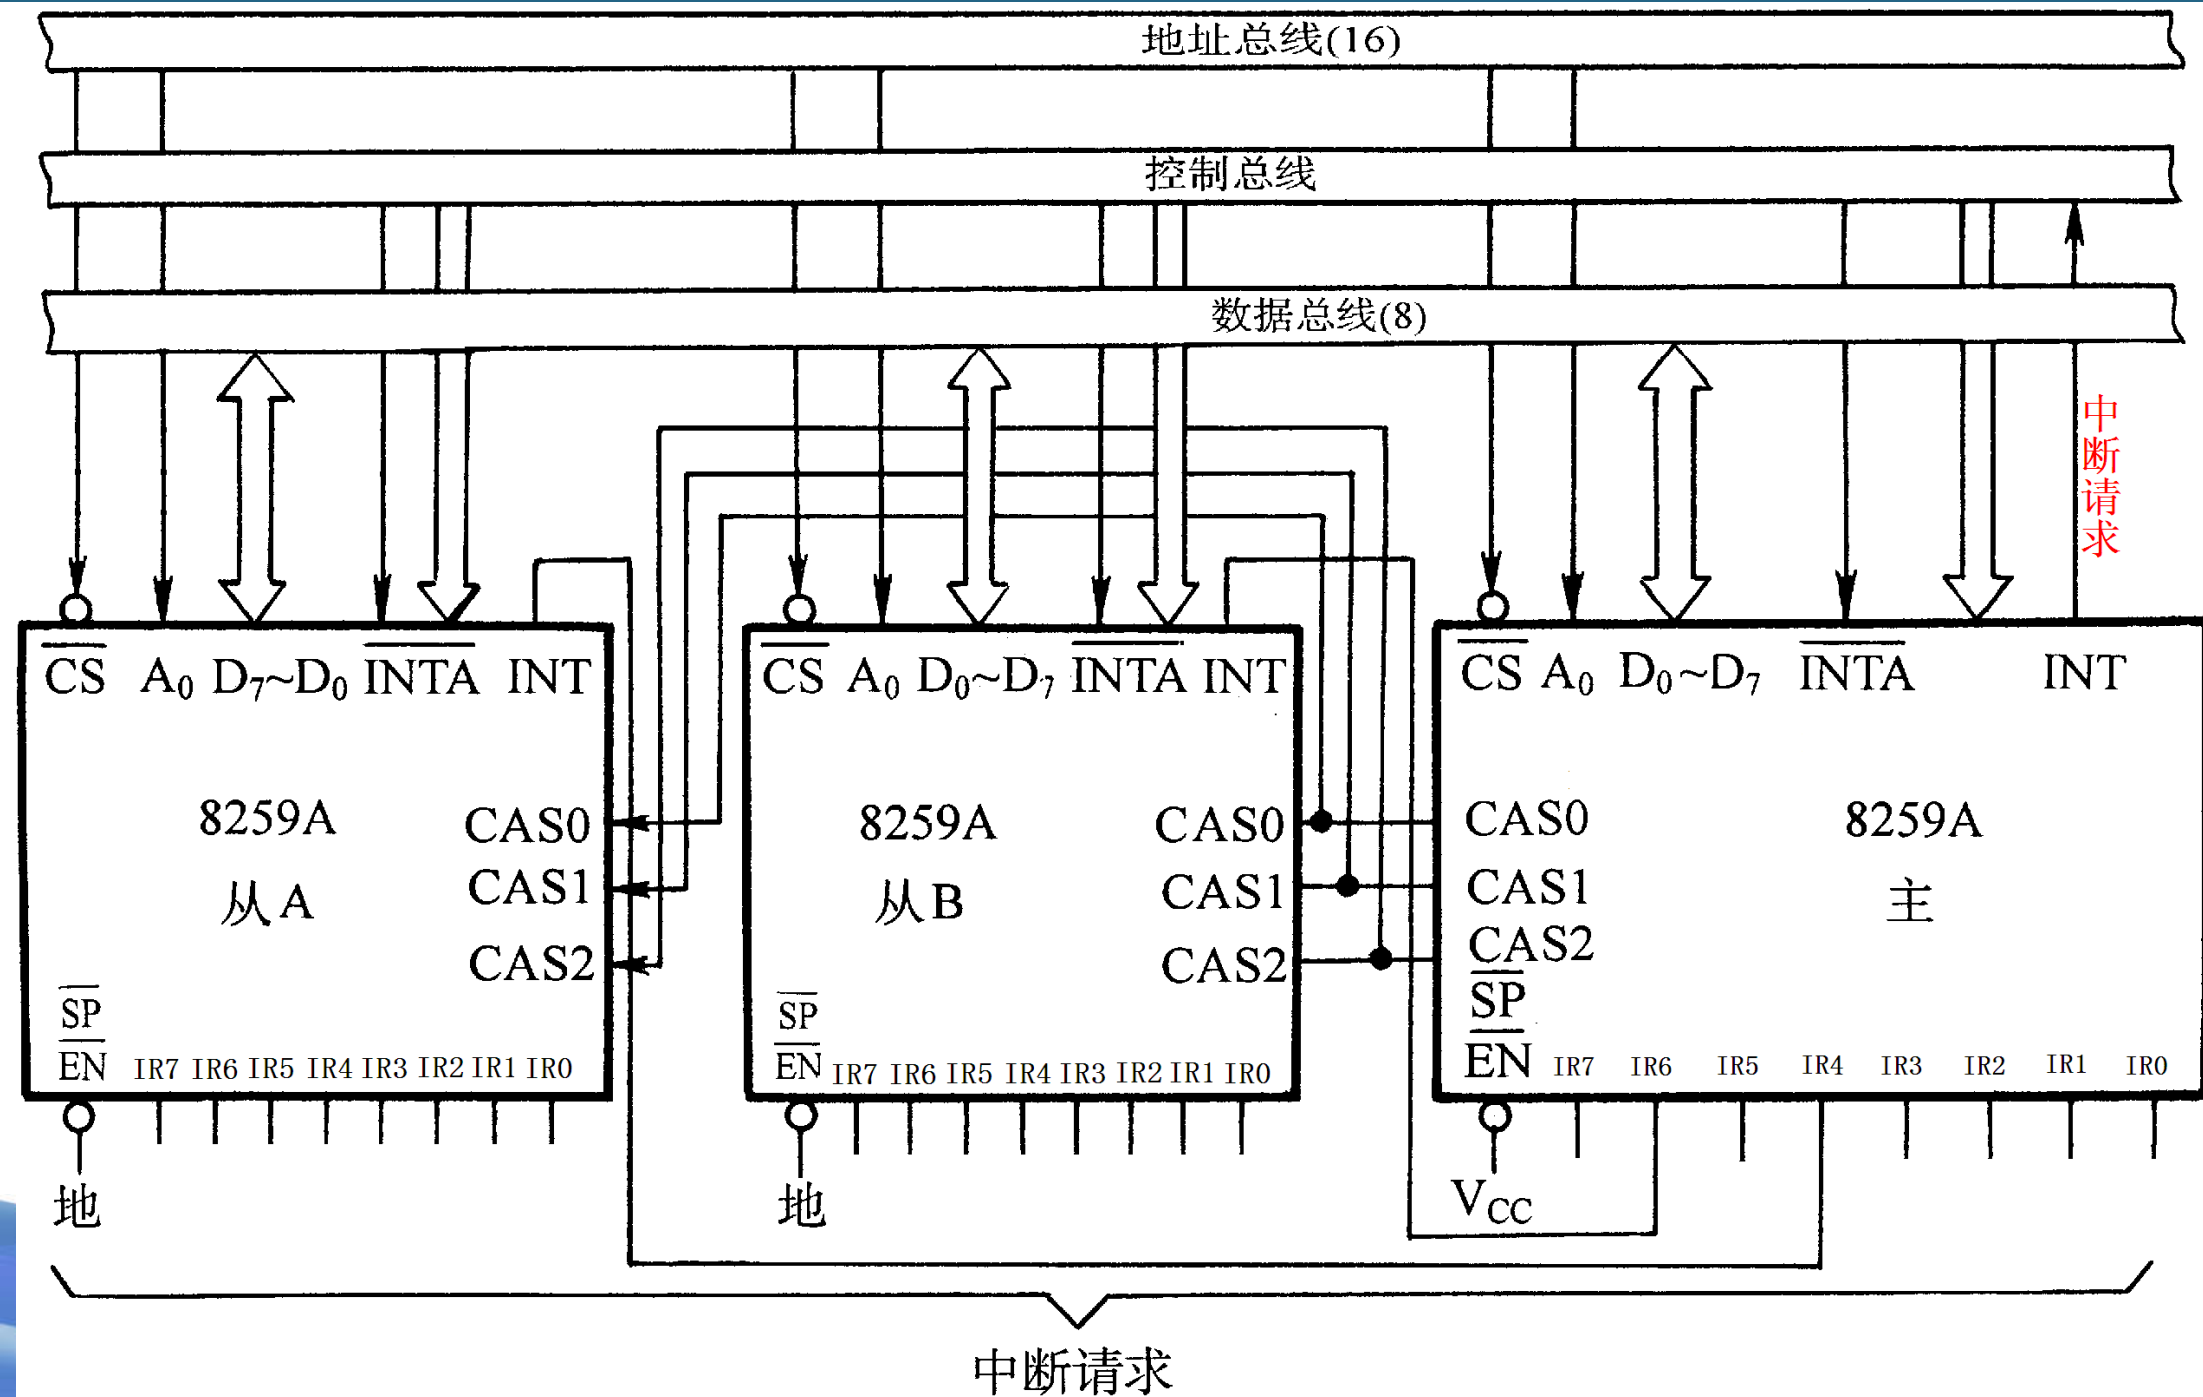 地址总线(16)
控制总线
数据总线(8)
中断请求
CS A0 D7~D0 INTA INT
8259A
从A
CAS0
CAS1
CAS2
SP
EN
IR7 IR6 IR5 IR4 IR3 IR2 IR1 IR0
地
CS A0 D0~D7 INTA INT
8259A
从B
CAS0
CAS1
CAS2
SP
EN
IR7 IR6 IR5 IR4 IR3 IR2 IR1 IR0
地
CS A0 D0~D7 INTA INT
CAS0
CAS1
CAS2
8259A
主
SP
EN
IR7 IR6 IR5 IR4 IR3 IR2 IR1 IR0
VCC
中断请求